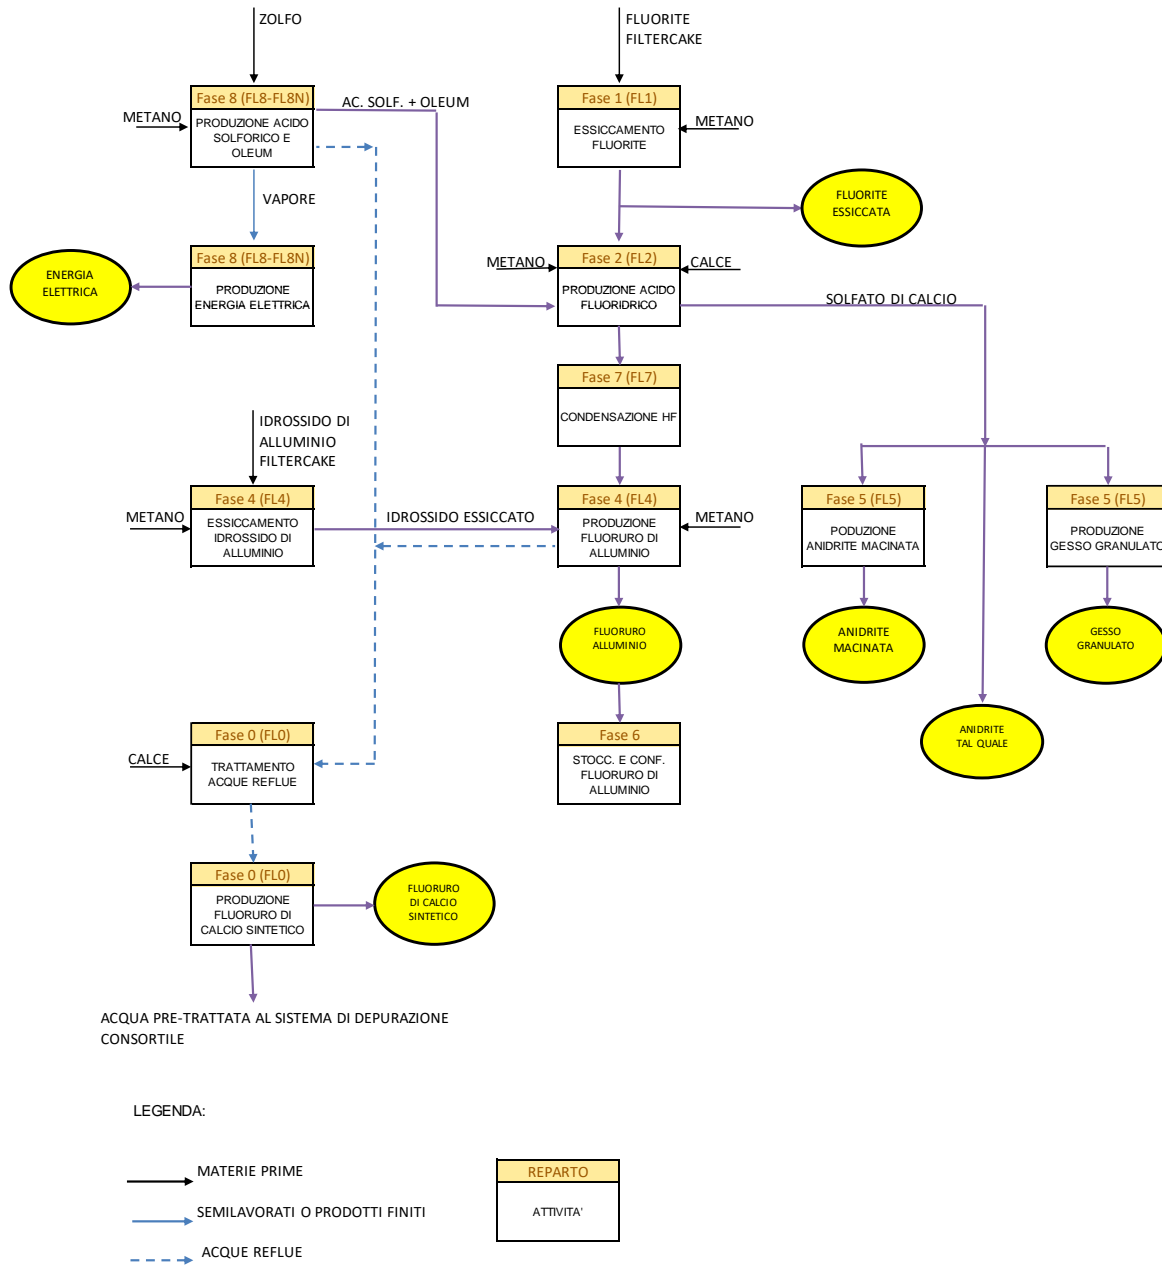 ZOLFO
FLUORITE
FILTERCAKE
Fase 8 (FL8-FL8N)
PRODUZIONE ACIDO
SOLFORICO E
OLEUM
METANO
AC. SOLF. + OLEUM
Fase 1 (FL1)
ESSICCAMENTO
FLUORITE
METANO
VAPORE
FLUORITE
ESSICCATA
Fase 8 (FL8-FL8N)
PRODUZIONE
ENERGIA ELETTRICA
ENERGIA
ELETTRICA
METANO
Fase 2 (FL2)
PRODUZIONE ACIDO
FLUORIDRICO
CALCE
SOLFATO DI CALCIO
Fase 7 (FL7)
CONDENSAZIONE HF
IDROSSIDO DI
ALLUMINIO
FILTERCAKE
METANO
Fase 4 (FL4)
ESSICCAMENTO
IDROSSIDO DI
ALLUMINIO
IDROSSIDO ESSICCATO
Fase 4 (FL4)
PRODUZIONE
FLUORURO DI
ALLUMINIO
METANO
Fase 5 (FL5)
PODUZIONE
ANIDRITE MACINATA
Fase 5 (FL5)
PRODUZIONE
GESSO GRANULATO
FLUORURO
ALLUMINIO
ANIDRITE
MACINATA
GESSO
GRANULATO
CALCE
Fase 0 (FL0)
TRATTAMENTO
ACQUE REFLUE
Fase 6
STOCC. E CONF.
FLUORURO DI
ALLUMINIO
ANIDRITE
TAL QUALE
Fase 0 (FL0)
PRODUZIONE
FLUORURO DI
CALCIO SINTETICO
FLUORURO
DI CALCIO
SINTETICO
ACQUA PRE-TRATTATA AL SISTEMA DI DEPURAZIONE
CONSORTILE
LEGENDA:
MATERIE PRIME
SEMILAVORATI O PRODOTTI FINITI
ACQUE REFLUE
REPARTO
ATTIVITA'